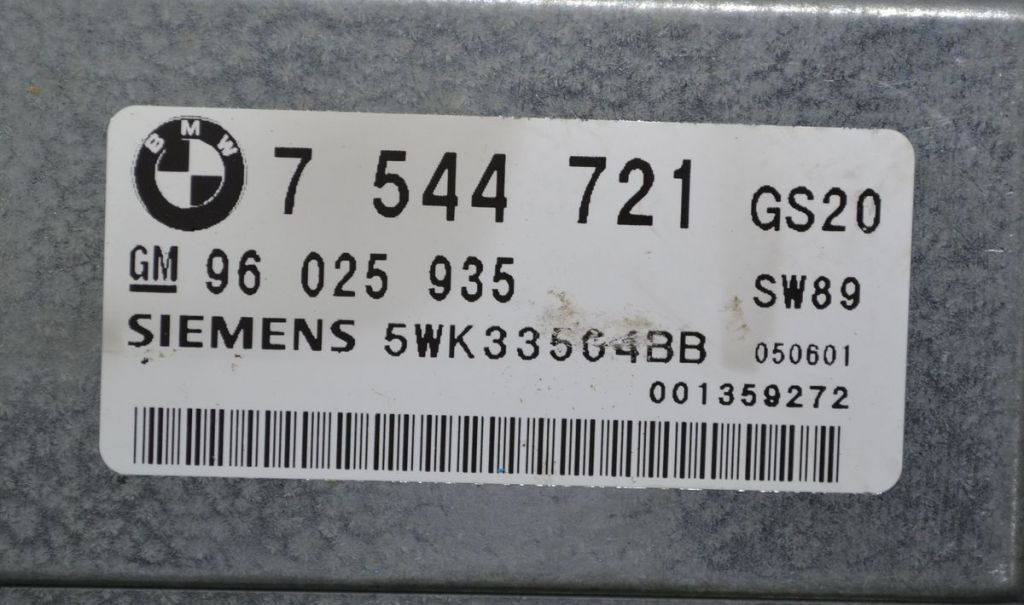 BMW
7 544 721 GS20
GM 96 025 935 SW89
SIEMENS 5WK33504BB 050601
001359272